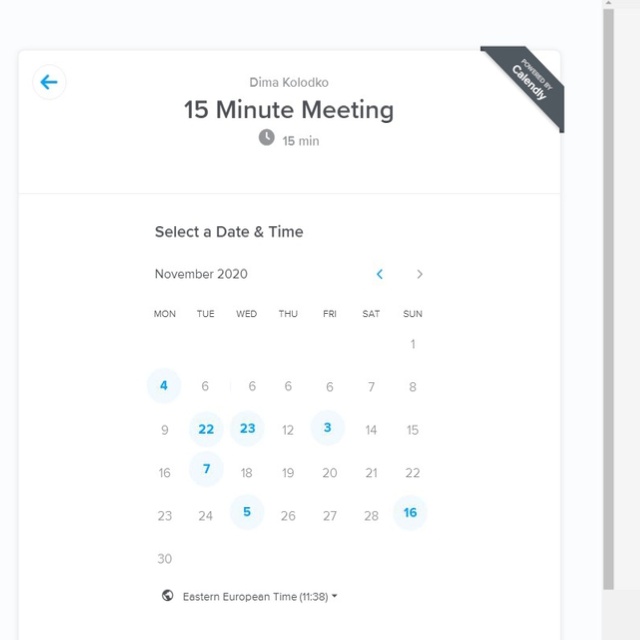 POWERED BY
Calendly
Dima Kolodko
15 Minute Meeting
15 min
Select a Date & Time
November 2020
MON TUE WED THU FRI SAT SUN
1
4 6 6 6 6 7 8
9 22 23 12 3 14 15
16 7 18 19 20 21 22
23 24 5 26 27 28 16
30
Eastern European Time (11:38)